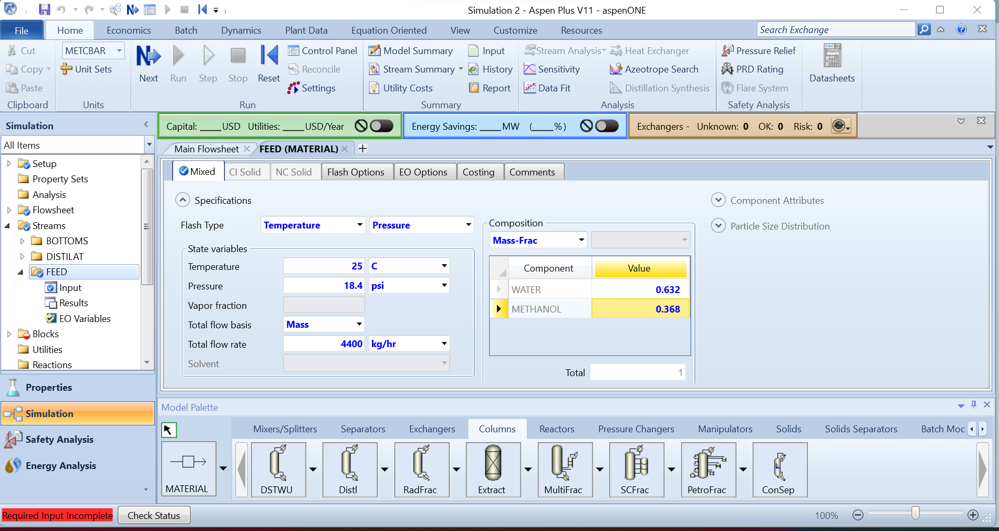 Simulation 2 - Aspen Plus V11 - aspenONE
File Home Economics Batch Dynamics Plant Data Equation Oriented View Customize Resources Search Exchange
Cut METCBAR Control Panel Model Summary Input Stream Analysis Heat Exchanger Pressure Relief
Copy Unit Sets Reconcile Stream Summary History Sensitivity Azeotrope Search PRD Rating
Next Run Step Stop Reset Datasheets
Paste Settings Utility Costs Report Data Fit Distillation Synthesis Flare System
Clipboard Units Run Summary Analysis Safety Analysis
Simulation
Capital: ____USD Utilities: ____USD/Year Energy Savings: ____MW (____%) Exchangers - Unknown: 0 OK: 0 Risk: 0
All Items
Main Flowsheet FEED (MATERIAL) +
Setup
Property Sets
Analysis
Flowsheet
Streams
BOTTOMS
DISTILAT
FEED
Input
Results
EO Variables
Blocks
Utilities
Reactions
Properties
Simulation
Safety Analysis
Energy Analysis
Mixed CI Solid NC Solid Flash Options EO Options Costing Comments
Specifications
Flash Type Temperature Pressure
State variables
Temperature 25 C
Pressure 18.4 psi
Vapor fraction
Total flow basis Mass
Total flow rate 4400 kg/hr
Solvent
Composition
Mass-Frac
Component Value
WATER 0.632
METHANOL 0.368
Total 1
Component Attributes
Particle Size Distribution
Model Palette
Mixers/Splitters Separators Exchangers Columns Reactors Pressure Changers Manipulators Solids Solids Separators Batch Moc
MATERIAL DSTWU Distl RadFrac Extract MultiFrac SCFrac PetroFrac ConSep
Required Input Incomplete Check Status 100%